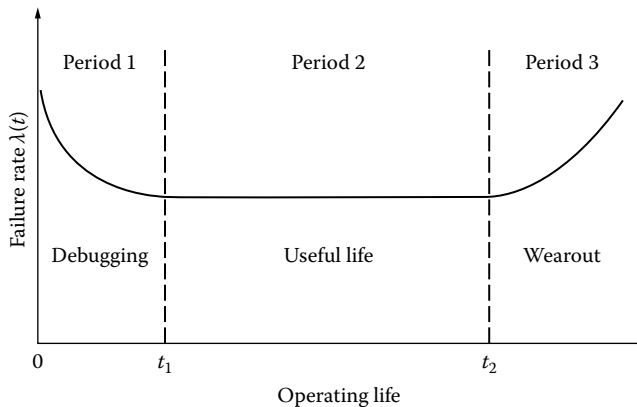 Period 1
Period 2
Period 3
Failure rate λ(t)
Debugging
Useful life
Wearout
0
t₁
t₂
Operating life